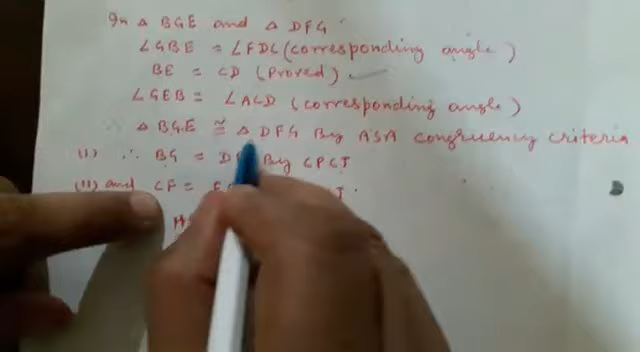 In △ BGE and △ DFG
∠GBE = ∠FDC (corresponding angle)
BE = CD (Proved)
∠GEB = ∠ACD (corresponding angle)
△ BGE ≅ △ DFG By ASA congruency criteria
(I) ∴ BG = D By CPCT
(II) and CF =